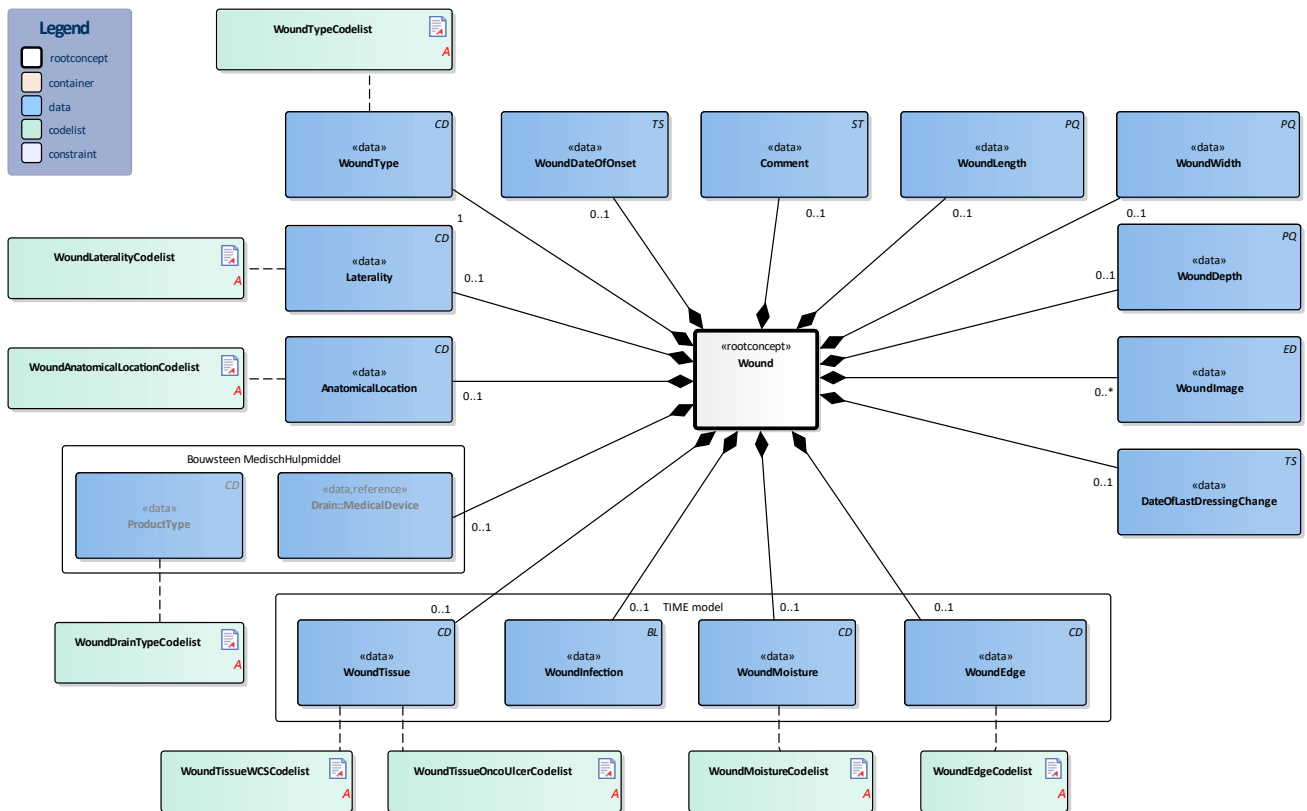 Legend
rootconcept
container
data
codelist
constraint
WoundTypeCodelist
A
CD
«data»
WoundType
1
TS
«data»
WoundDateOfOnset
0..1
ST
«data»
Comment
0..1
PQ
«data»
WoundLength
0..1
PQ
«data»
WoundWidth
0..1
WoundLateralityCodelist
A
CD
«data»
Laterality
0..1
PQ
«data»
WoundDepth
0..1
«rootconcept»
Wound
WoundAnatomicalLocationCodelist
A
CD
«data»
AnatomicalLocation
0..1
ED
«data»
WoundImage
0..*
Bouwsteen MedischHulpmiddel
CD
«data»
ProductType
«data,reference»
Drain::MedicalDevice
0..1
TS
«data»
DateOfLastDressingChange
0..1
WoundDrainTypeCodelist
A
TIME model
0..1
CD
«data»
WoundTissue
0..1
BL
«data»
WoundInfection
0..1
CD
«data»
WoundMoisture
0..1
CD
«data»
WoundEdge
WoundTissueWCSCodelist
A
WoundTissueOncoUlcerCodelist
A
WoundMoistureCodelist
A
WoundEdgeCodelist
A